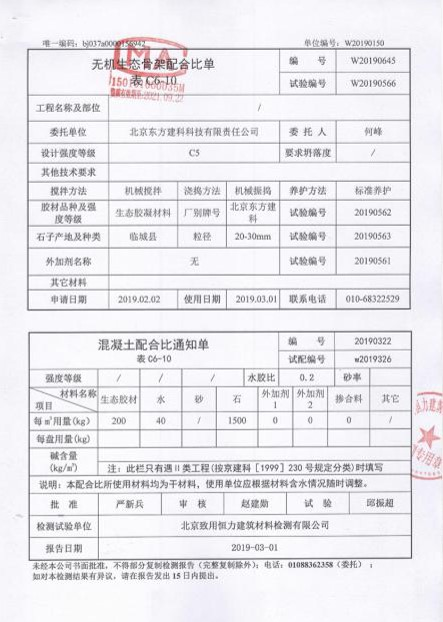 唯一编码：bj037a0000156942 单位编号：W20190150
无机生态骨架配合比单 编 号 W20190645
表 C6-10 试验编号 W20190566
MA
有效期至:2021.09.27
工程名称及部位 /
委托单位 北京东方建科科技有限责任公司 委 托 人 何峰
设计强度等级 C5 要求坍落度 /
其他技术要求
搅拌方法 机械搅拌 浇捣方法 机械振捣 养护方法 标准养护
胶材品种及强度等级 生态胶凝材料 厂别牌号 北京东方建科 试验编号 20190562
石子产地及种类 临城县 粒径 20-30mm 试验编号 20190563
外加剂名称 无 试验编号 20190561
其它材料
申请日期 2019.02.02 使用日期 2019.03.01 联系电话 010-68322529
混凝土配合比通知单 编 号 20190322
表 C6-10 试配编号 w2019326
强度等级 / / / 水胶比 0.2 砂率
材料名称 项目 生态胶材 水 砂 石 外加剂1 外加剂2 掺合料 其它
每 m³用量(kg) 200 40 / 1500 0 0 0 /
每盘用量(kg)
碱含量(kg/m³) 注：此栏只有遇Ⅱ类工程(按京建科［1999］230 号规定分类)时填写
说明：本配合比所使用材料均为干材料，使用单位应根据材料含水情况随时调整。
批 准 严新兵 审 核 赵建勋 试 验 邱振超
检测试验单位 北京致用恒力建筑材料检测有限公司
报告日期 2019-03-01
未经本公司书面批准，不得部分复制检测报告（完整复制除外）；电话：01088362358（委托）；
如对本检测结果有异议，请在报告发出 15 日内提出。